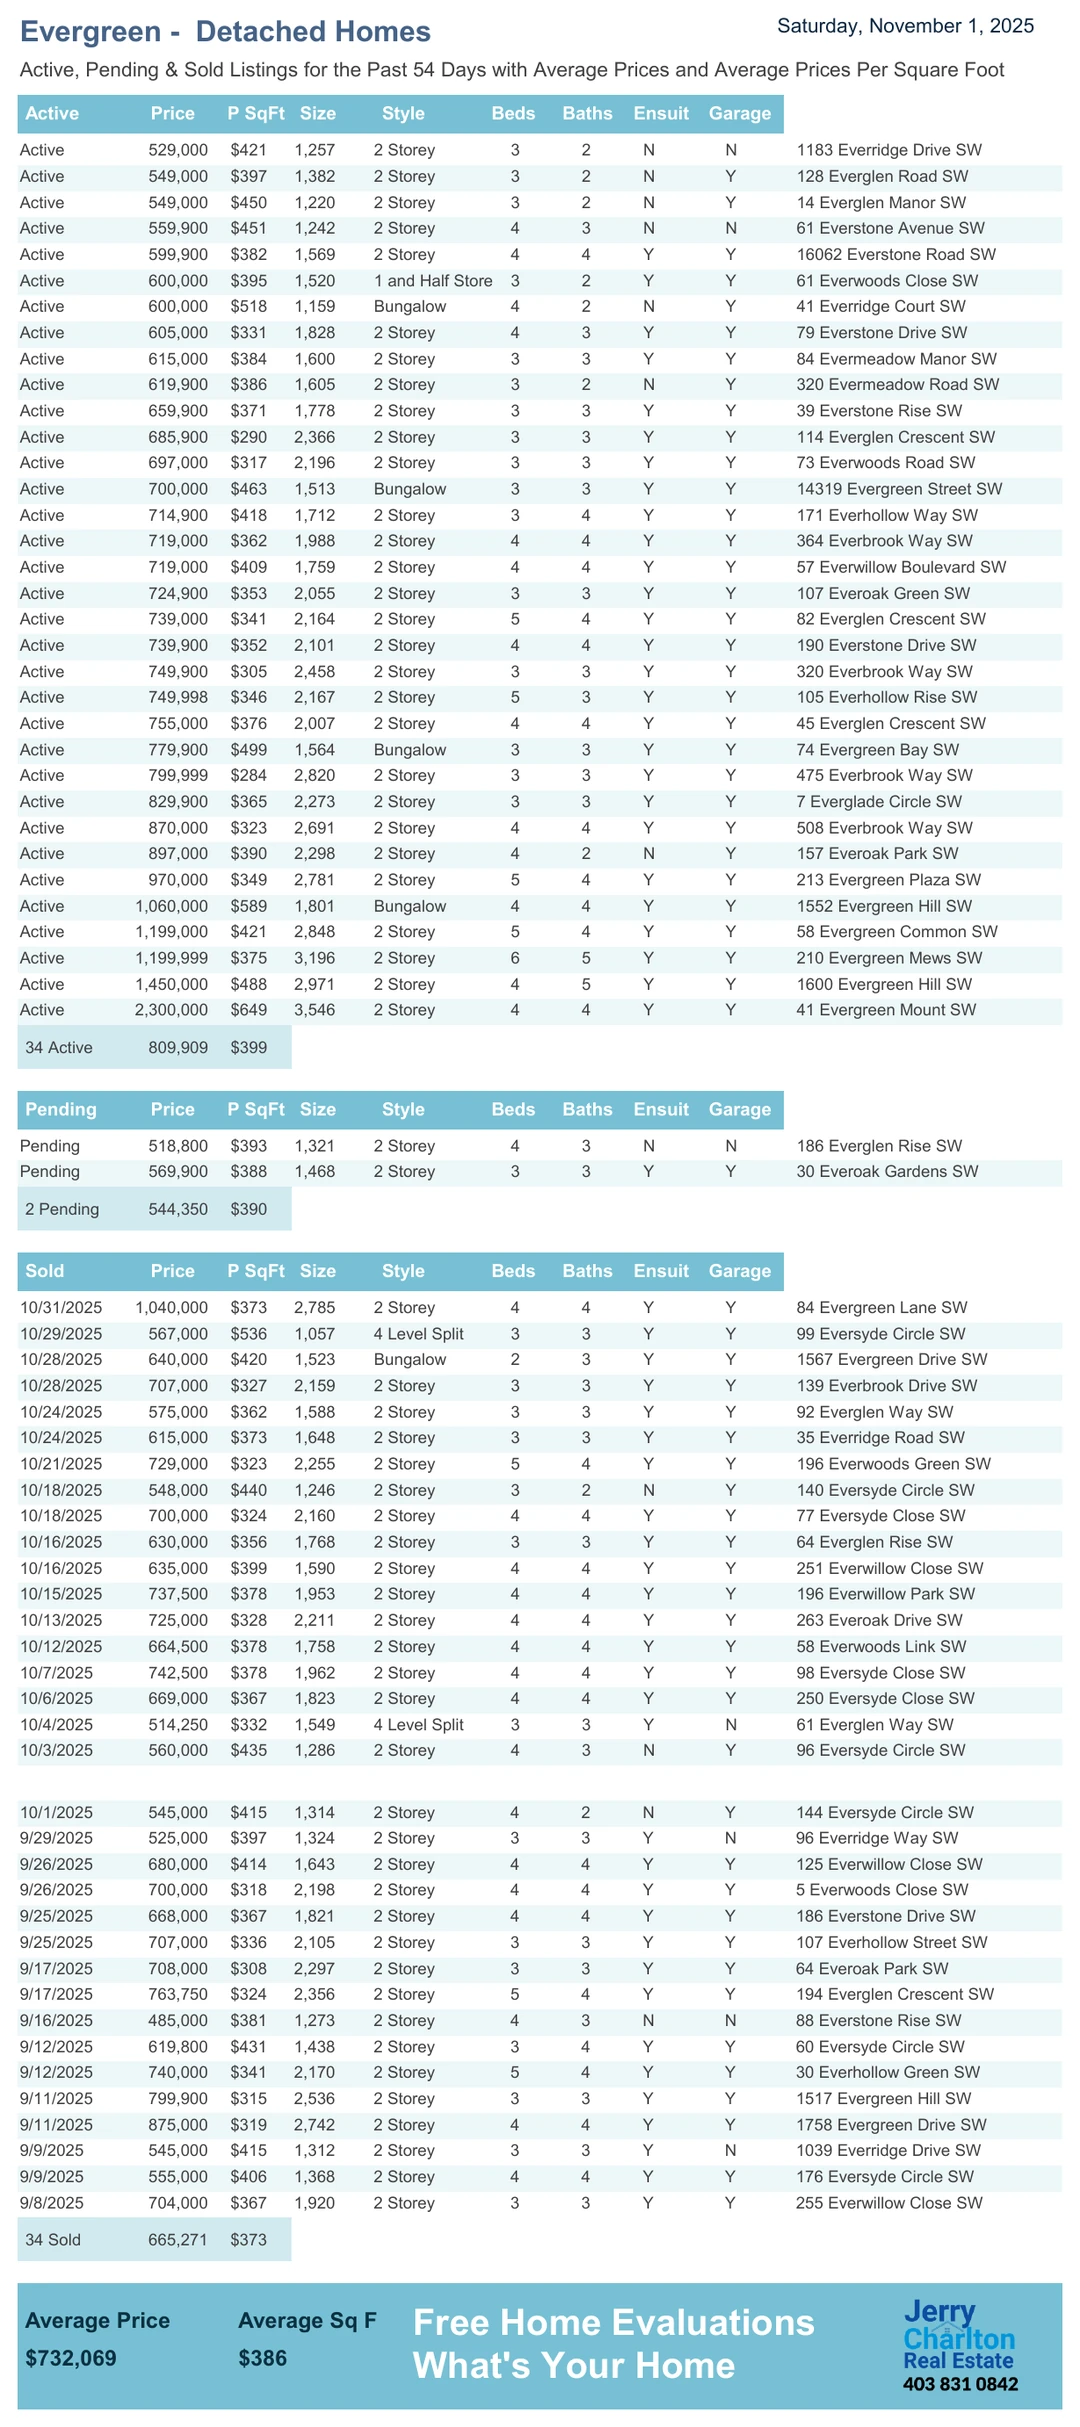 Evergreen - Detached Homes
Saturday, November 1, 2025
Active, Pending & Sold Listings for the Past 54 Days with Average Prices and Average Prices Per Square Foot
Active Price P SqFt Size Style Beds Baths Ensuit Garage
Active 529,000 $421 1,257 2 Storey 3 2 N N 1183 Everridge Drive SW
Active 549,000 $397 1,382 2 Storey 3 2 N Y 128 Everglen Road SW
Active 549,000 $450 1,220 2 Storey 3 2 N Y 14 Everglen Manor SW
Active 559,900 $451 1,242 2 Storey 4 3 N N 61 Everstone Avenue SW
Active 599,900 $382 1,569 2 Storey 4 4 Y Y 16062 Everstone Road SW
Active 600,000 $395 1,520 1 and Half Store 3 2 Y Y 61 Everwoods Close SW
Active 600,000 $518 1,159 Bungalow 4 2 N Y 41 Everridge Court SW
Active 605,000 $331 1,828 2 Storey 4 3 Y Y 79 Everstone Drive SW
Active 615,000 $384 1,600 2 Storey 3 3 Y Y 84 Evermeadow Manor SW
Active 619,900 $386 1,605 2 Storey 3 2 N Y 320 Evermeadow Road SW
Active 659,900 $371 1,778 2 Storey 3 3 Y Y 39 Everstone Rise SW
Active 685,900 $290 2,366 2 Storey 3 3 Y Y 114 Everglen Crescent SW
Active 697,000 $317 2,196 2 Storey 3 3 Y Y 73 Everwoods Road SW
Active 700,000 $463 1,513 Bungalow 3 3 Y Y 14319 Evergreen Street SW
Active 714,900 $418 1,712 2 Storey 3 4 Y Y 171 Everhollow Way SW
Active 719,000 $362 1,988 2 Storey 4 4 Y Y 364 Everbrook Way SW
Active 719,000 $409 1,759 2 Storey 4 4 Y Y 57 Everwillow Boulevard SW
Active 724,900 $353 2,055 2 Storey 3 3 Y Y 107 Everoak Green SW
Active 739,000 $341 2,164 2 Storey 5 4 Y Y 82 Everglen Crescent SW
Active 739,900 $352 2,101 2 Storey 4 4 Y Y 190 Everstone Drive SW
Active 749,900 $305 2,458 2 Storey 3 3 Y Y 320 Everbrook Way SW
Active 749,998 $346 2,167 2 Storey 5 3 Y Y 105 Everhollow Rise SW
Active 755,000 $376 2,007 2 Storey 4 4 Y Y 45 Everglen Crescent SW
Active 779,900 $499 1,564 Bungalow 3 3 Y Y 74 Evergreen Bay SW
Active 799,999 $284 2,820 2 Storey 3 3 Y Y 475 Everbrook Way SW
Active 829,900 $365 2,273 2 Storey 3 3 Y Y 7 Everglade Circle SW
Active 870,000 $323 2,691 2 Storey 4 4 Y Y 508 Everbrook Way SW
Active 897,000 $390 2,298 2 Storey 4 2 N Y 157 Everoak Park SW
Active 970,000 $349 2,781 2 Storey 5 4 Y Y 213 Evergreen Plaza SW
Active 1,060,000 $589 1,801 Bungalow 4 4 Y Y 1552 Evergreen Hill SW
Active 1,199,000 $421 2,848 2 Storey 5 4 Y Y 58 Evergreen Common SW
Active 1,199,999 $375 3,196 2 Storey 6 5 Y Y 210 Evergreen Mews SW
Active 1,450,000 $488 2,971 2 Storey 4 5 Y Y 1600 Evergreen Hill SW
Active 2,300,000 $649 3,546 2 Storey 4 4 Y Y 41 Evergreen Mount SW
34 Active 809,909 $399
Pending Price P SqFt Size Style Beds Baths Ensuit Garage
Pending 518,800 $393 1,321 2 Storey 4 3 N N 186 Everglen Rise SW
Pending 569,900 $388 1,468 2 Storey 3 3 Y Y 30 Everoak Gardens SW
2 Pending 544,350 $390
Sold Price P SqFt Size Style Beds Baths Ensuit Garage
10/31/2025 1,040,000 $373 2,785 2 Storey 4 4 Y Y 84 Evergreen Lane SW
10/29/2025 567,000 $536 1,057 4 Level Split 3 3 Y Y 99 Eversyde Circle SW
10/28/2025 640,000 $420 1,523 Bungalow 2 3 Y Y 1567 Evergreen Drive SW
10/28/2025 707,000 $327 2,159 2 Storey 3 3 Y Y 139 Everbrook Drive SW
10/24/2025 575,000 $362 1,588 2 Storey 3 3 Y Y 92 Everglen Way SW
10/24/2025 615,000 $373 1,648 2 Storey 3 3 Y Y 35 Everridge Road SW
10/21/2025 729,000 $323 2,255 2 Storey 5 4 Y Y 196 Everwoods Green SW
10/18/2025 548,000 $440 1,246 2 Storey 3 2 N Y 140 Eversyde Circle SW
10/18/2025 700,000 $324 2,160 2 Storey 4 4 Y Y 77 Eversyde Close SW
10/16/2025 630,000 $356 1,768 2 Storey 3 3 Y Y 64 Everglen Rise SW
10/16/2025 635,000 $399 1,590 2 Storey 4 4 Y Y 251 Everwillow Close SW
10/15/2025 737,500 $378 1,953 2 Storey 4 4 Y Y 196 Everwillow Park SW
10/13/2025 725,000 $328 2,211 2 Storey 4 4 Y Y 263 Everoak Drive SW
10/12/2025 664,500 $378 1,758 2 Storey 4 4 Y Y 58 Everwoods Link SW
10/7/2025 742,500 $378 1,962 2 Storey 4 4 Y Y 98 Eversyde Close SW
10/6/2025 669,000 $367 1,823 2 Storey 4 4 Y Y 250 Eversyde Close SW
10/4/2025 514,250 $332 1,549 4 Level Split 3 3 Y N 61 Everglen Way SW
10/3/2025 560,000 $435 1,286 2 Storey 4 3 N Y 96 Eversyde Circle SW
10/1/2025 545,000 $415 1,314 2 Storey 4 2 N Y 144 Eversyde Circle SW
9/29/2025 525,000 $397 1,324 2 Storey 3 3 Y N 96 Everridge Way SW
9/26/2025 680,000 $414 1,643 2 Storey 4 4 Y Y 125 Everwillow Close SW
9/26/2025 700,000 $318 2,198 2 Storey 4 4 Y Y 5 Everwoods Close SW
9/25/2025 668,000 $367 1,821 2 Storey 4 4 Y Y 186 Everstone Drive SW
9/25/2025 707,000 $336 2,105 2 Storey 3 3 Y Y 107 Everhollow Street SW
9/17/2025 708,000 $308 2,297 2 Storey 3 3 Y Y 64 Everoak Park SW
9/17/2025 763,750 $324 2,356 2 Storey 5 4 Y Y 194 Everglen Crescent SW
9/16/2025 485,000 $381 1,273 2 Storey 4 3 N N 88 Everstone Rise SW
9/12/2025 619,800 $431 1,438 2 Storey 3 4 Y Y 60 Eversyde Circle SW
9/12/2025 740,000 $341 2,170 2 Storey 5 4 Y Y 30 Everhollow Green SW
9/11/2025 799,900 $315 2,536 2 Storey 3 3 Y Y 1517 Evergreen Hill SW
9/11/2025 875,000 $319 2,742 2 Storey 4 4 Y Y 1758 Evergreen Drive SW
9/9/2025 545,000 $415 1,312 2 Storey 3 3 Y N 1039 Everridge Drive SW
9/9/2025 555,000 $406 1,368 2 Storey 4 4 Y Y 176 Eversyde Circle SW
9/8/2025 704,000 $367 1,920 2 Storey 3 3 Y Y 255 Everwillow Close SW
34 Sold 665,271 $373
Average Price Average Sq F
$732,069 $386
Free Home Evaluations
What's Your Home
Jerry
Charlton
Real Estate
403 831 0842